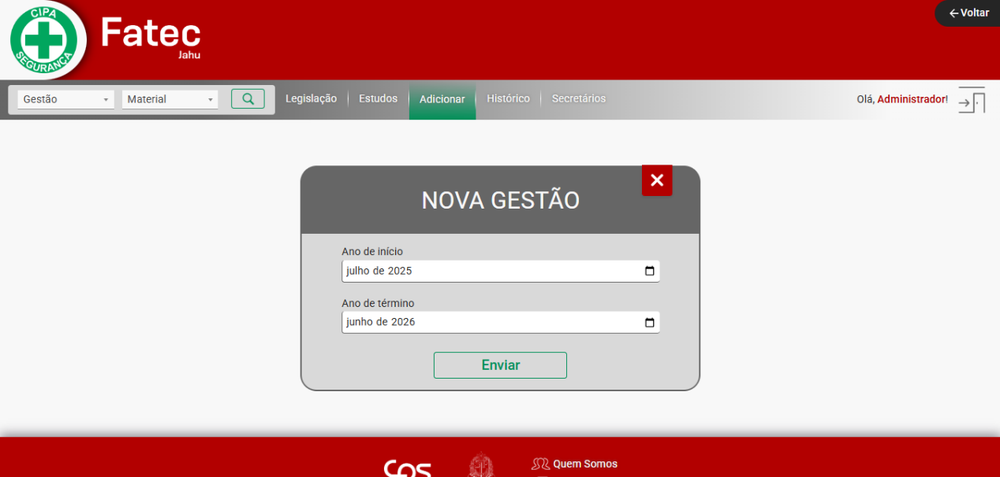 CIPA
SEGURANÇA
Fatec
Jahu
Voltar
Gestão
Material
Legislação
Estudos
Adicionar
Histórico
Secretários
Olá, Administrador!
NOVA GESTÃO
Ano de início
julho de 2025
Ano de término
junho de 2026
Enviar
cps
Quem Somos